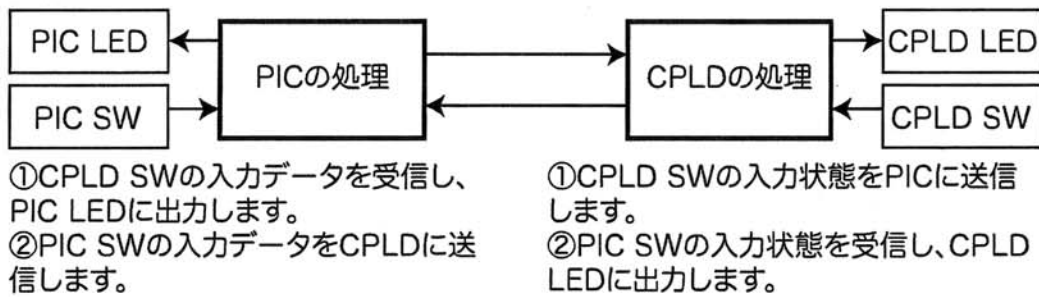 PIC LED
PIC SW
PICの処理
CPLDの処理
CPLD LED
CPLD SW
①CPLD SWの入力データを受信し、
PIC LEDに出力します。
②PIC SWの入力データをCPLDに送
信します。
①CPLD SWの入力状態をPICに送信
します。
②PIC SWの入力状態を受信し、CPLD
LEDに出力します。